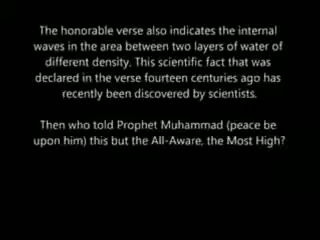 The honorable verse also indicates the internal
waves in the area between two layers of water of
different density. This scientific fact that was
declared in the verse fourteen centuries ago has
recently been discovered by scientists.
Then who told Prophet Muhammad (peace be
upon him) this but the All-Aware, the Most High?